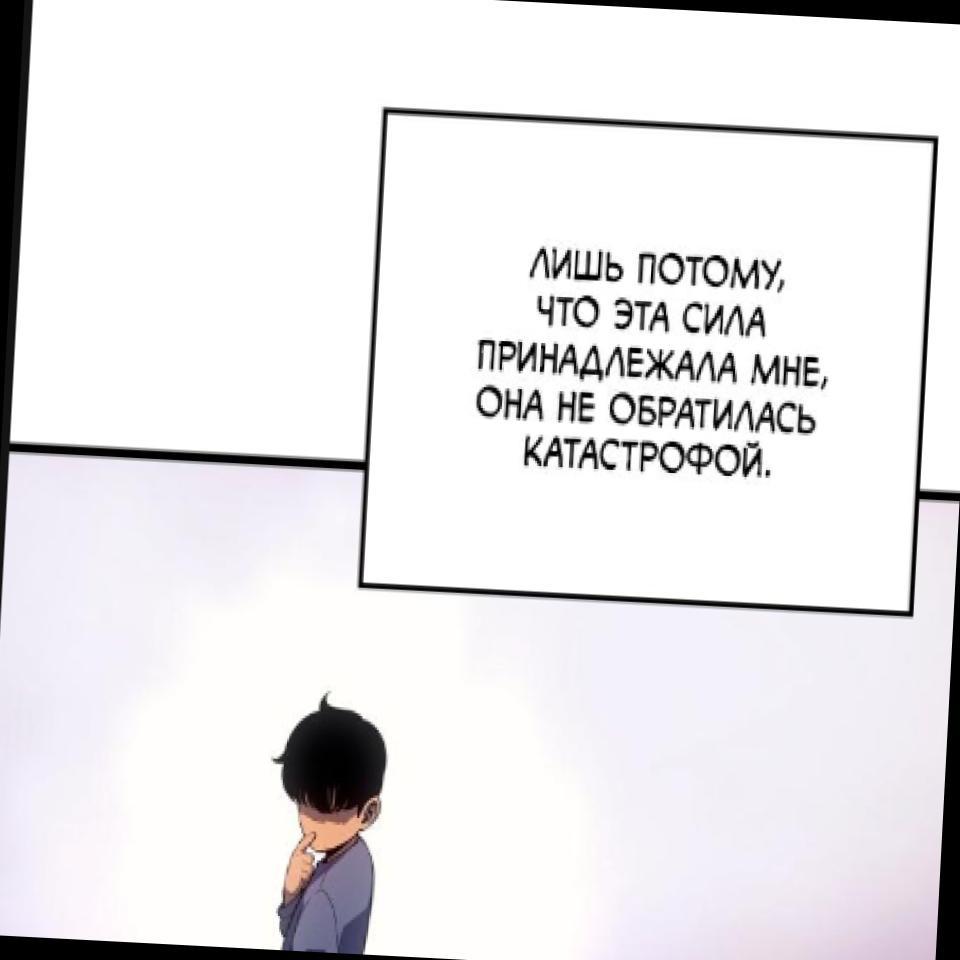 ЛИШЬ ПОТОМУ,
ЧТО ЭТА СИЛА
ПРИНАДЛЕЖАЛА МНЕ,
ОНА НЕ ОБРАТИЛАСЬ
КАТАСТРОФОЙ.